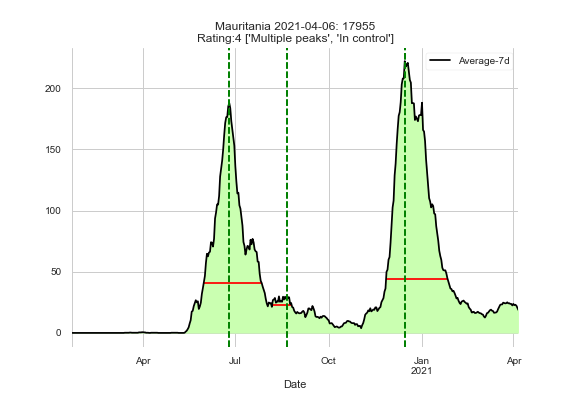 Mauritania 2021-04-06: 17955
Rating:4 ['Multiple peaks', 'In control']
Average-7d
200
150
100
50
0
Apr
Jul
Oct
Jan
2021
Apr
Date